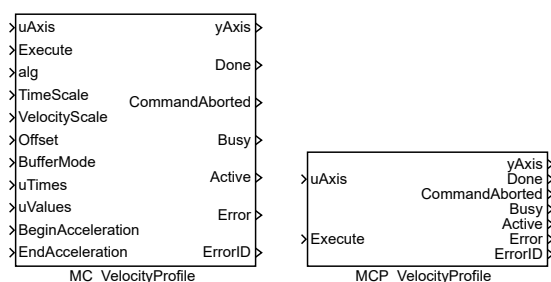 uAxis
Execute
alg
TimeScale
VelocityScale
Offset
BufferMode
uTimes
uValues
BeginAcceleration
EndAcceleration
yAxis
Done
CommandAborted
Busy
Active
Error
ErrorID
MC_VelocityProfile
uAxis
Execute
yAxis
Done
CommandAborted
Busy
Active
Error
ErrorID
MCP_VelocityProfile